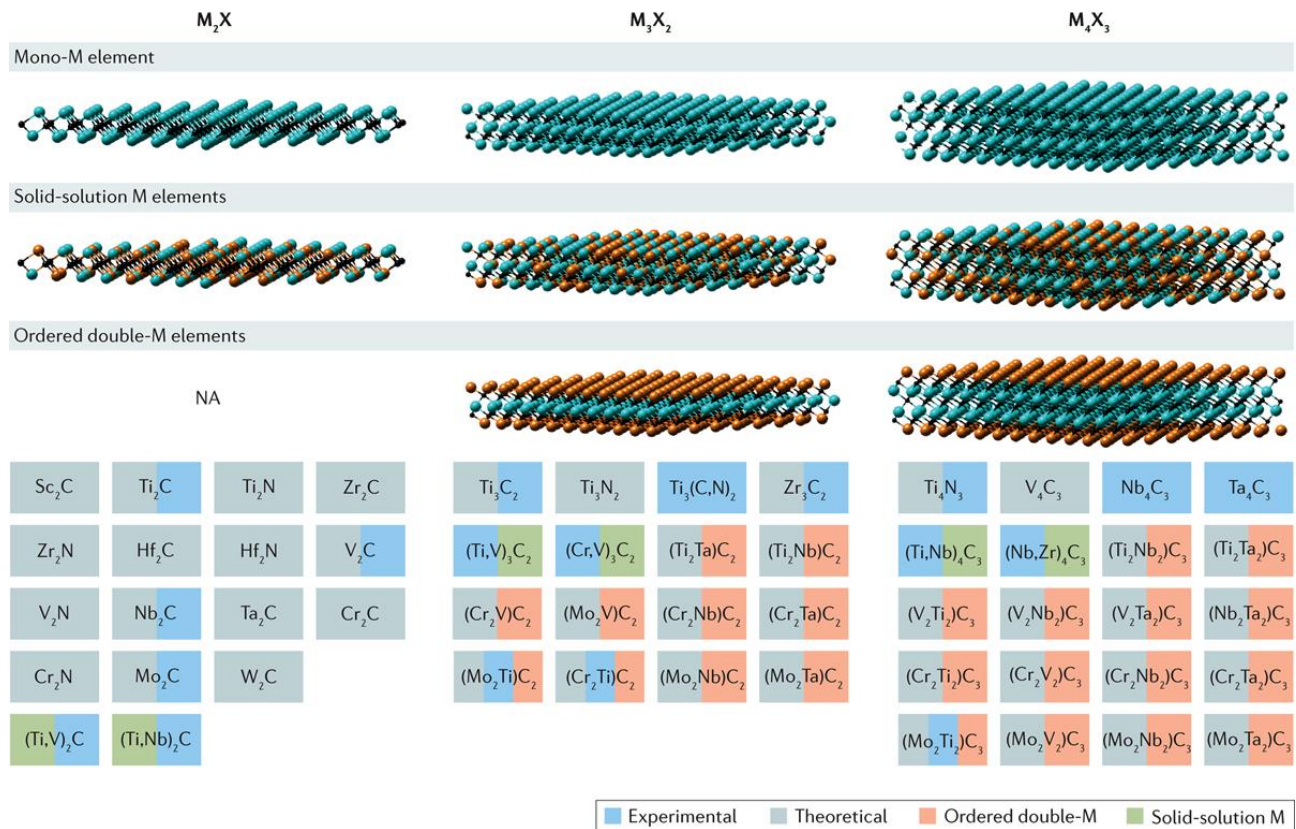 M₂X M₃X₂ M₄X₃
Mono-M element
Solid-solution M elements
Ordered double-M elements
NA
Sc₂C Ti₂C Ti₂N Zr₂C Ti₃C₂ Ti₃N₂ Ti₃(C,N)₂ Zr₃C₂ Ti₄N₃ V₄C₃ Nb₄C₃ Ta₄C₃
Zr₂N Hf₂C Hf₂N V₂C (Ti,V)₃C₂ (Cr,V)₃C₂ (Ti₂Ta)C₂ (Ti₂Nb)C₂ (Ti,Nb)₄C₃ (Nb,Zr)₄C₃ (Ti₂Nb₂)C₃ (Ti₂Ta₂)C₃
V₂N Nb₂C Ta₂C Cr₂C (Cr₂V)C₂ (Mo₂V)C₂ (Cr₂Nb)C₂ (Cr₂Ta)C₂ (V₂Ti₂)C₃ (V₂Nb₂)C₃ (V₂Ta₂)C₃ (Nb₂Ta₂)C₃
Cr₂N Mo₂C W₂C (Mo₂Ti)C₂ (Cr₂Ti)C₂ (Mo₂Nb)C₂ (Mo₂Ta)C₂ (Cr₂Ti₂)C₃ (Cr₂V₂)C₃ (Cr₂Nb₂)C₃ (Cr₂Ta₂)C₃
(Ti,V)₂C (Ti,Nb)₂C (Mo₂Ti₂)C₃ (Mo₂V₂)C₃ (Mo₂Nb₂)C₃ (Mo₂Ta₂)C₃
Experimental Theoretical Ordered double-M Solid-solution M